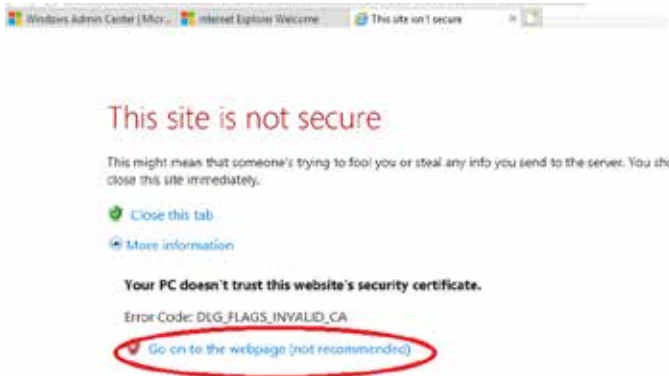 Windows Admin Center (Micr... Internet Explorer Welcome This site isn't secure
This site is not secure
This might mean that someone's trying to fool you or steal any info you send to the server. You sho
close this site immediately.
Close this tab
More information
Your PC doesn't trust this website's security certificate.
Error Code: DLG_FLAGS_INVALID_CA
Go on to the webpage (not recommended)